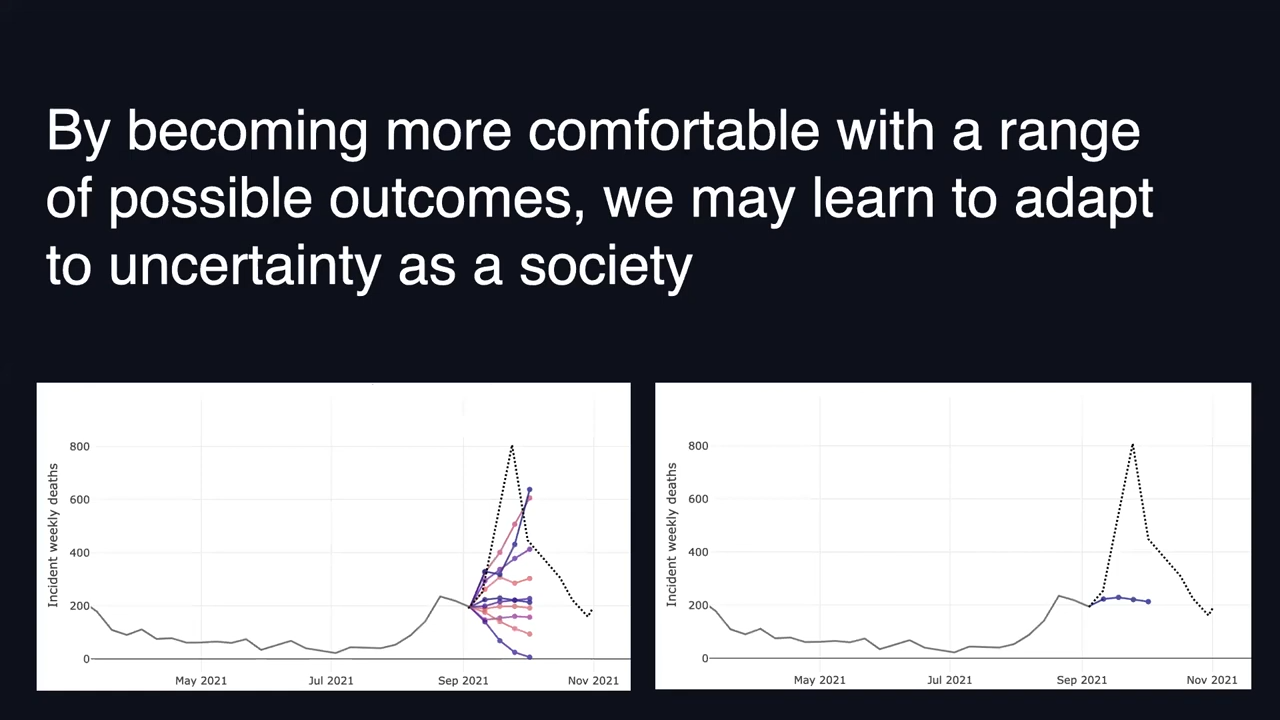 By becoming more comfortable with a range
of possible outcomes, we may learn to adapt
to uncertainty as a society
Incident weekly deaths
800
600
400
200
0
May 2021
Jul 2021
Sep 2021
Nov 2021
Incident weekly deaths
800
600
400
200
0
May 2021
Jul 2021
Sep 2021
Nov 2021